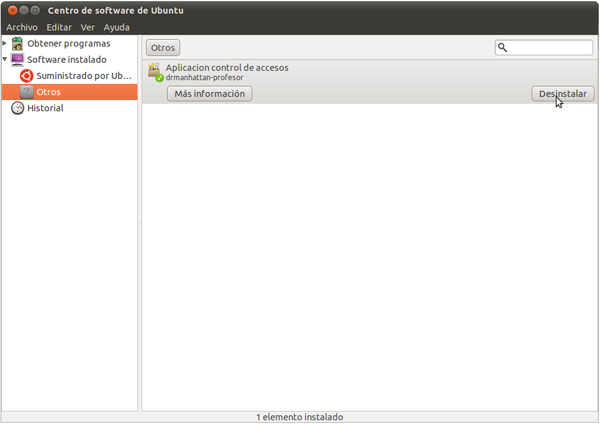 Centro de software de Ubuntu
Archivo Editar Ver Ayuda
Obtener programas
Software instalado
Suministrado por Ub...
Otros
Historial
Otros
Aplicacion control de accesos
drmanhattan-profesor
Más información
Desinstalar
1 elemento instalado